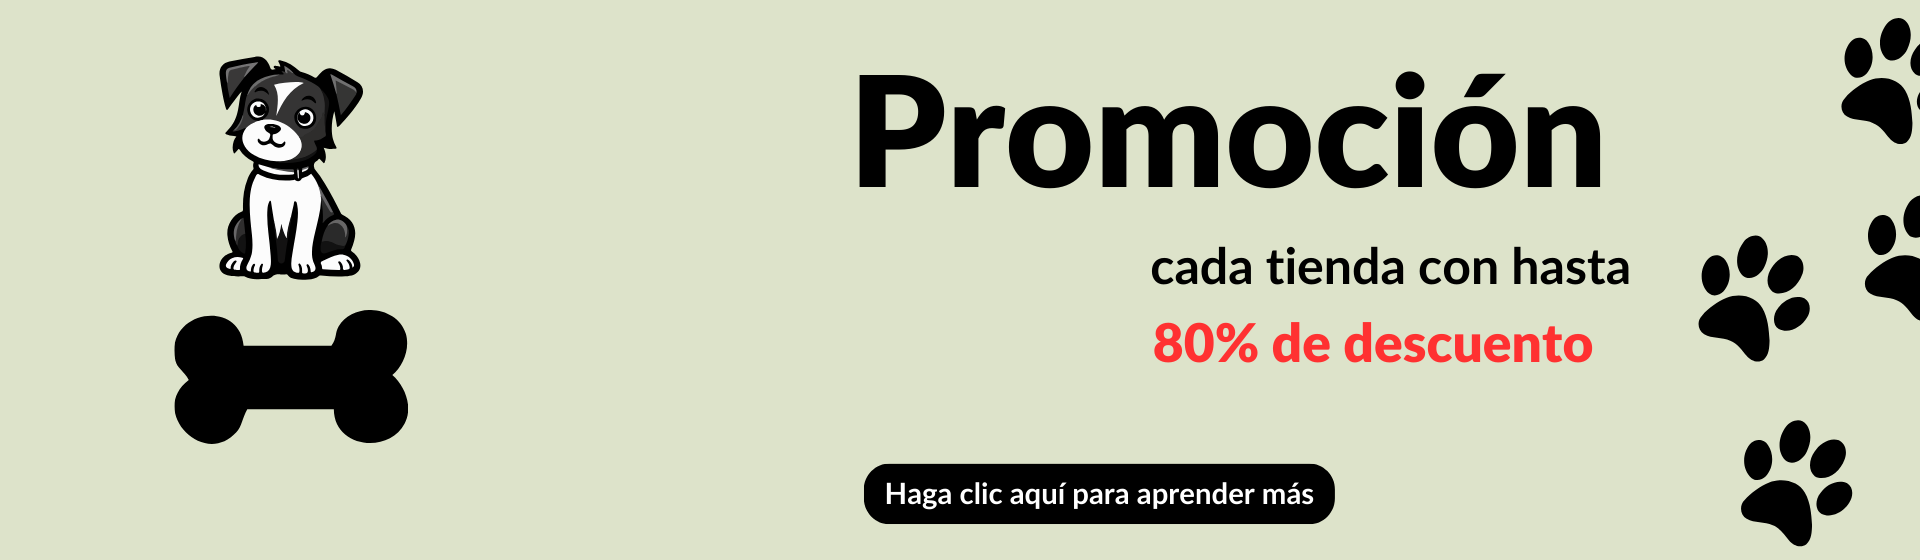 Promoción
cada tienda con hasta
80% de descuento
Haga clic aquí para aprender más